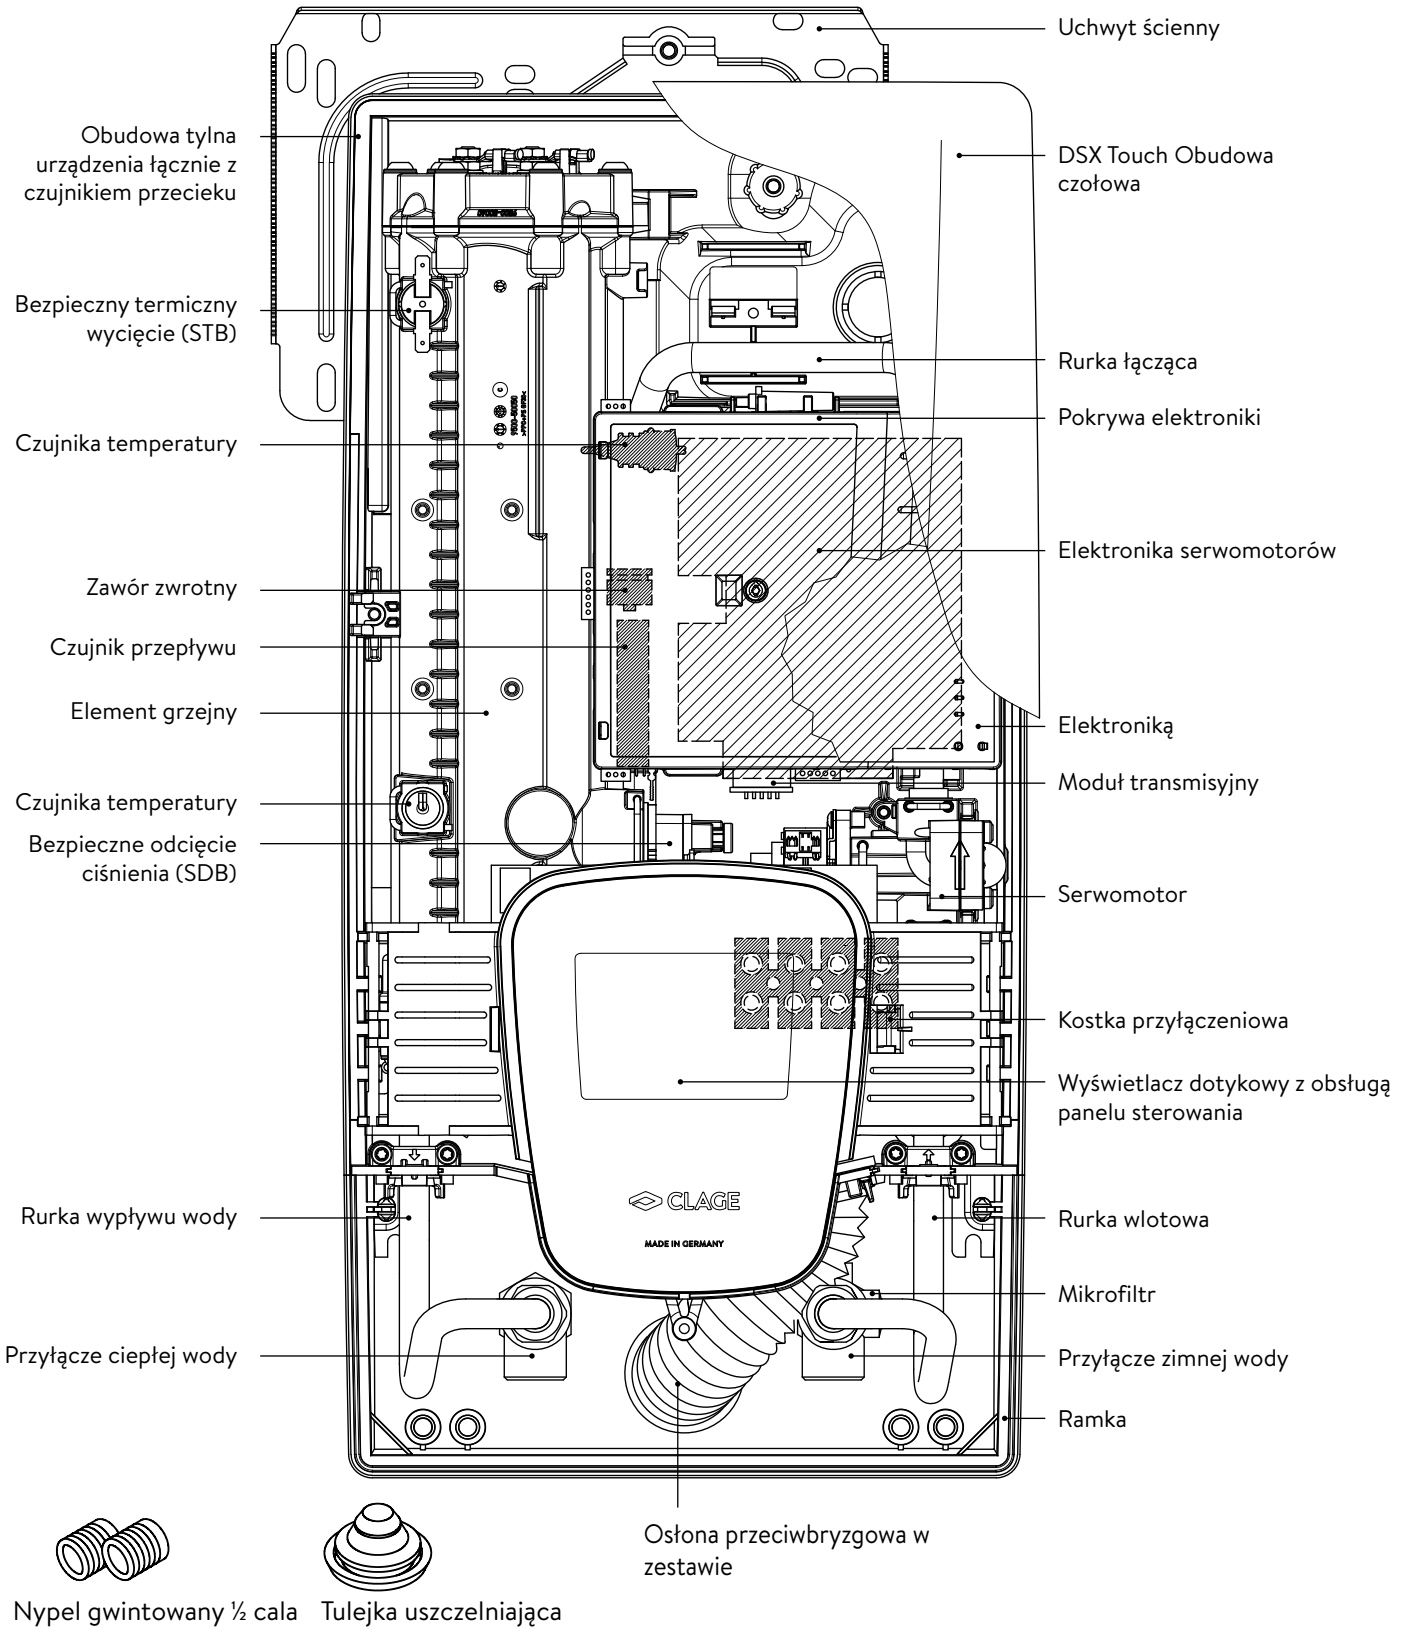 Uchwyt ścienny
Obudowa tylna
urządzenia łącznie z
czujnikiem przecieku
DSX Touch Obudowa
czołowa
Bezpieczny termiczny
wycięcie (STB)
Rurka łącząca
Pokrywa elektroniki
Czujnika temperatury
Elektronika serwomotorów
Zawór zwrotny
Czujnik przepływu
Element grzejny
Elektroniką
Moduł transmisyjny
Czujnika temperatury
Bezpieczne odcięcie
ciśnienia (SDB)
Serwomotor
Kostka przyłączeniowa
Wyświetlacz dotykowy z obsługą
panelu sterowania
CLAGE
MADE IN GERMANY
Rurka wypływu wody
Rurka wlotowa
Mikrofiltr
Przyłącze ciepłej wody
Przyłącze zimnej wody
Ramka
Osłona przeciwbryzgowa w
zestawie
Nypel gwintowany ½ cala
Tulejka uszczelniająca